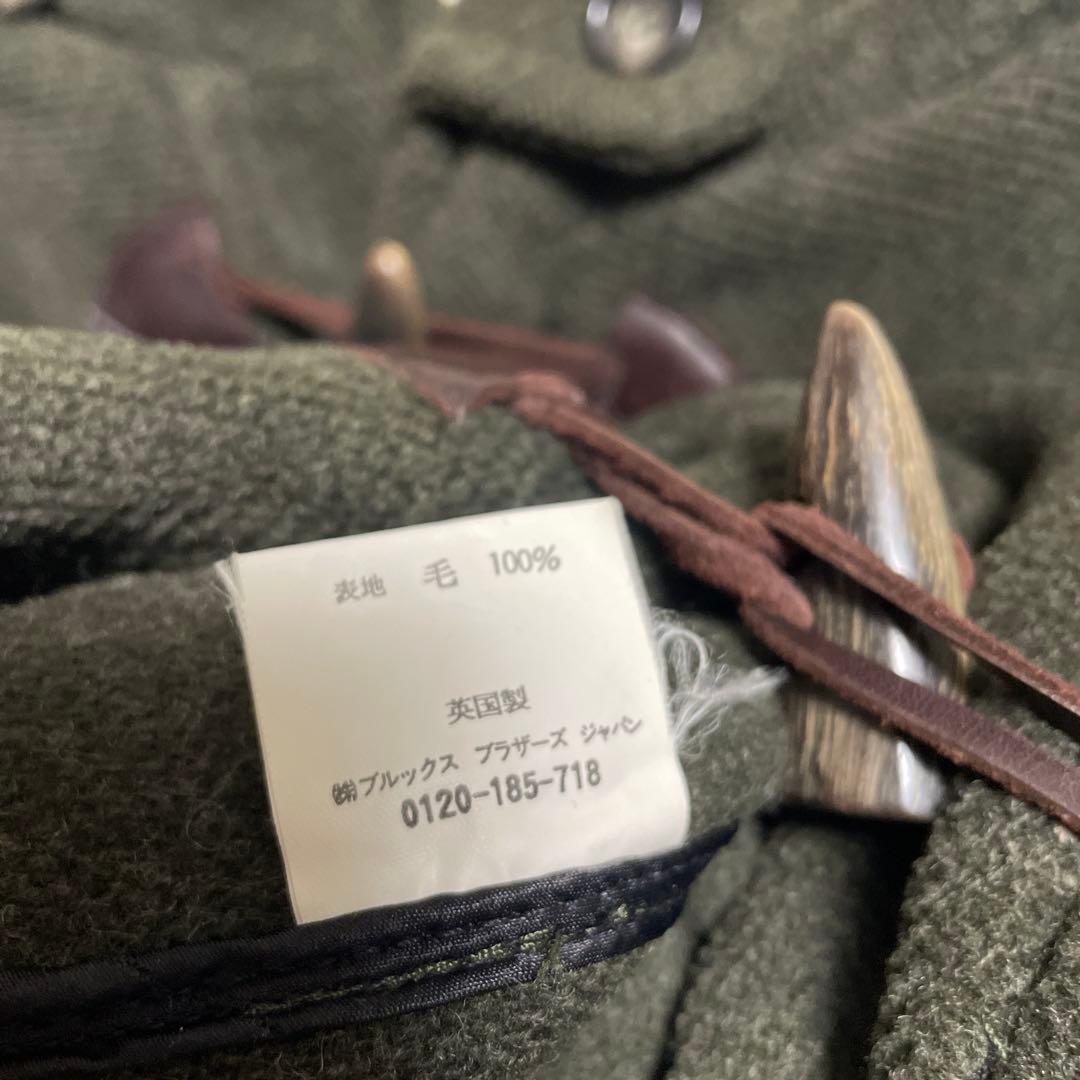 表地 毛 100%
英国製
㈱ブルックス ブラザーズ ジャパン
0120-185-718